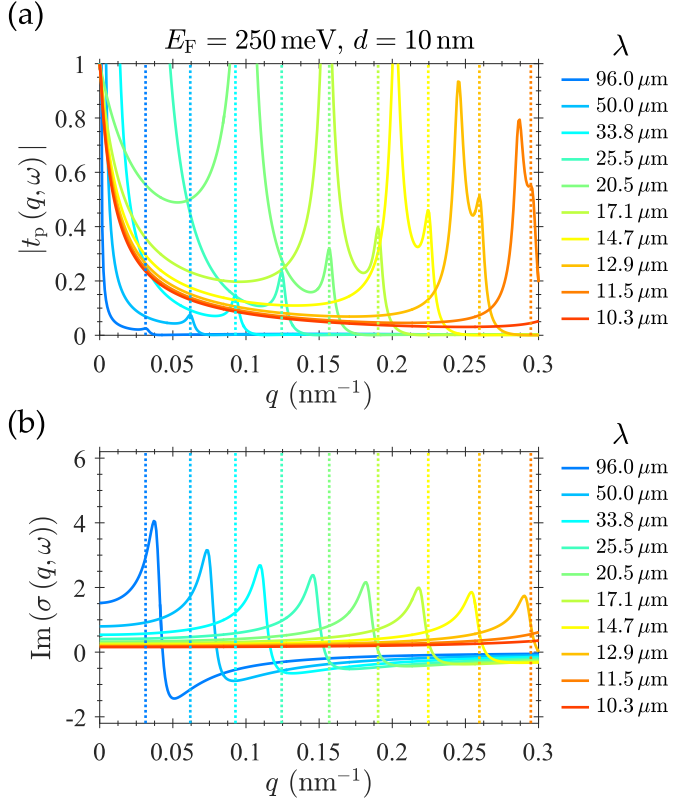 (a)
E_F = 250 meV, d = 10 nm
|t_p (q, ω)|
1
0.8
0.6
0.4
0.2
0
0 0.05 0.1 0.15 0.2 0.25 0.3
q (nm⁻¹)
λ
96.0 μm
50.0 μm
33.8 μm
25.5 μm
20.5 μm
17.1 μm
14.7 μm
12.9 μm
11.5 μm
10.3 μm
(b)
Im (σ (q, ω))
6
4
2
0
-2
0 0.05 0.1 0.15 0.2 0.25 0.3
q (nm⁻¹)
λ
96.0 μm
50.0 μm
33.8 μm
25.5 μm
20.5 μm
17.1 μm
14.7 μm
12.9 μm
11.5 μm
10.3 μm